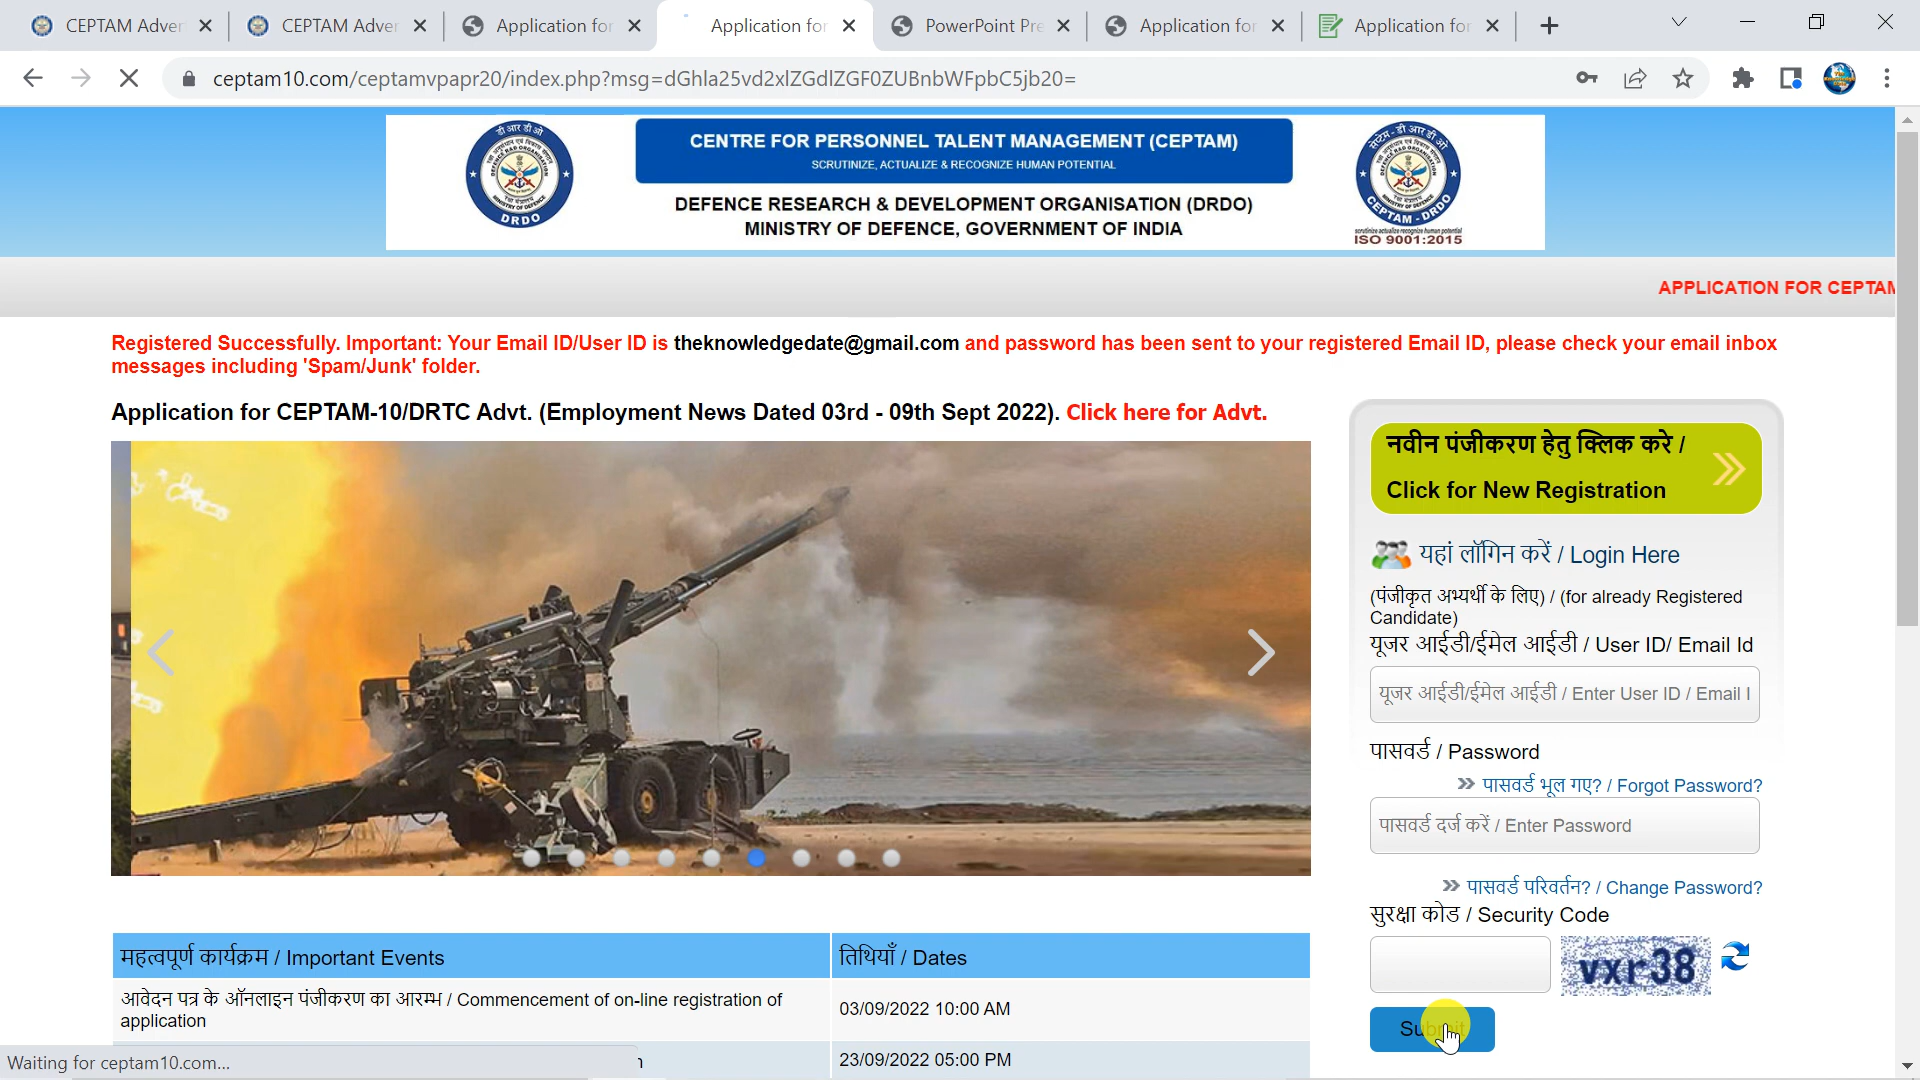 CEPTAM Adver
CEPTAM Adver
Application for
Application for
PowerPoint Pre
Application for
Application for
ceptam10.com/ceptamvpapr20/index.php?msg=dGhla25vd2xlZGdlZGF0ZUBnbWFpbC5jb20=
CENTRE FOR PERSONNEL TALENT MANAGEMENT (CEPTAM)
SCRUTINIZE, ACTUALIZE & RECOGNIZE HUMAN POTENTIAL
DEFENCE RESEARCH & DEVELOPMENT ORGANISATION (DRDO)
MINISTRY OF DEFENCE, GOVERNMENT OF INDIA
डी आर डी ओ
DRDO
CEPTAM - DRDO
scrutinize actualize recognize human potential
ISO 9001:2015
APPLICATION FOR CEPTAM
Registered Successfully. Important: Your Email ID/User ID is theknowledgedate@gmail.com and password has been sent to your registered Email ID, please check your email inbox
messages including 'Spam/Junk' folder.
Application for CEPTAM-10/DRTC Advt. (Employment News Dated 03rd - 09th Sept 2022). Click here for Advt.
नवीन पंजीकरण हेतु क्लिक करे /
Click for New Registration
यहां लॉगिन करें / Login Here
(पंजीकृत अभ्यर्थी के लिए) / (for already Registered
Candidate)
यूजर आईडी/ईमेल आईडी / User ID/ Email Id
यूजर आईडी/ईमेल आईडी / Enter User ID / Email I
पासवर्ड / Password
पासवर्ड भूल गए? / Forgot Password?
पासवर्ड दर्ज करें / Enter Password
पासवर्ड परिवर्तन? / Change Password?
सुरक्षा कोड / Security Code
vxr38
Submit
महत्वपूर्ण कार्यक्रम / Important Events
तिथियाँ / Dates
आवेदन पत्र के ऑनलाइन पंजीकरण का आरम्भ / Commencement of on-line registration of
application
03/09/2022 10:00 AM
23/09/2022 05:00 PM
Waiting for ceptam10.com...